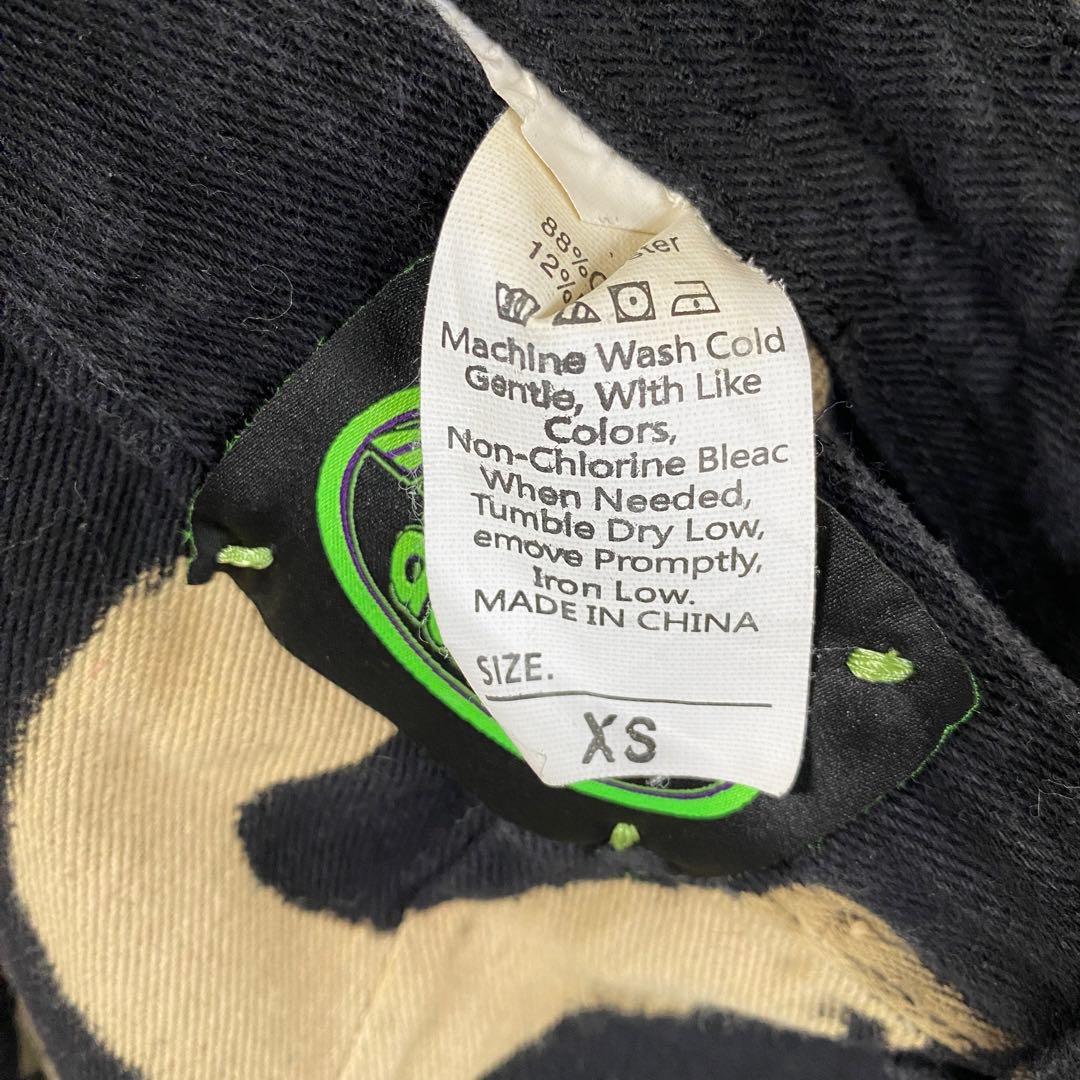 88%
12%
Machine Wash Cold
Gentle, With Like
Colors,
Non-Chlorine Bleac
When Needed,
Tumble Dry Low,
emove Promptly,
Iron Low.
MADE IN CHINA
SIZE.
XS